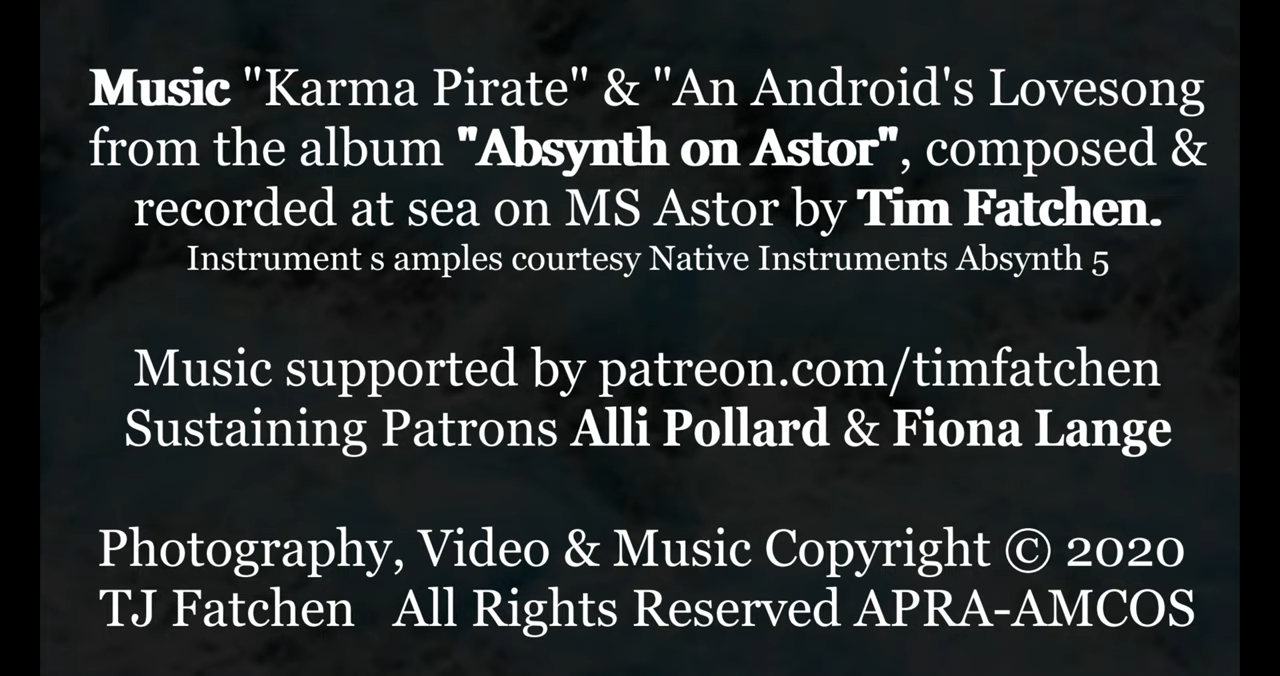 Music "Karma Pirate" & "An Android's Lovesong
from the album "Absynth on Astor", composed &
recorded at sea on MS Astor by Tim Fatchen.
Instrument s amples courtesy Native Instruments Absynth 5
Music supported by patreon.com/timfatchen
Sustaining Patrons Alli Pollard & Fiona Lange
Photography, Video & Music Copyright © 2020
TJ Fatchen All Rights Reserved APRA-AMCOS